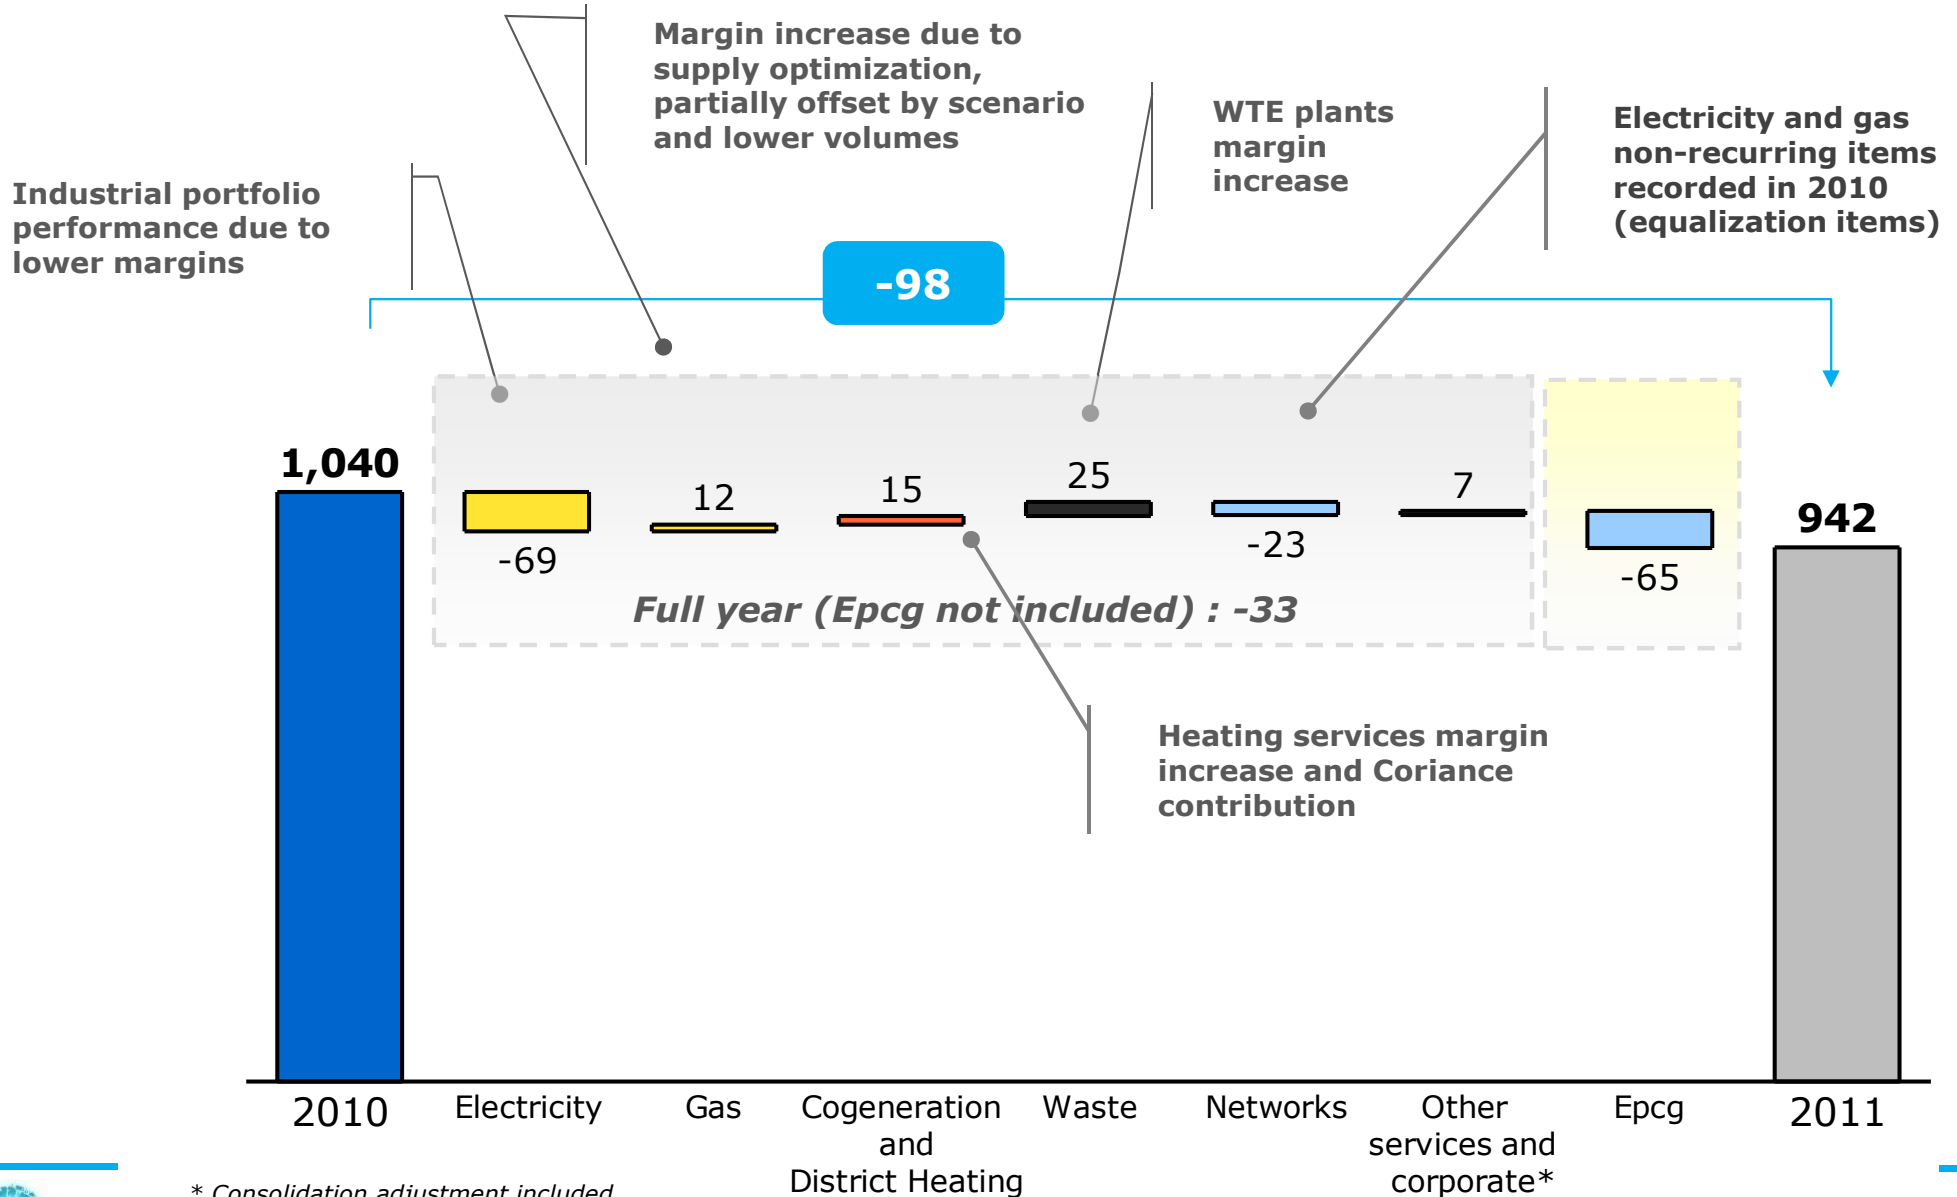 Margin increase due to
supply optimization,
partially offset by scenario
and lower volumes
WTE plants
margin
increase
Electricity and gas
non-recurring items
recorded in 2010
(equalization items)
Industrial portfolio
performance due to
lower margins
-98
1,040
-69
12
15
25
-23
7
-65
942
Full year (Epcg not included) : -33
Heating services margin
increase and Coriance
contribution
2010
Electricity
Gas
Cogeneration
and
District Heating
Waste
Networks
Other
services and
corporate*
Epcg
2011
* Consolidation adjustment included